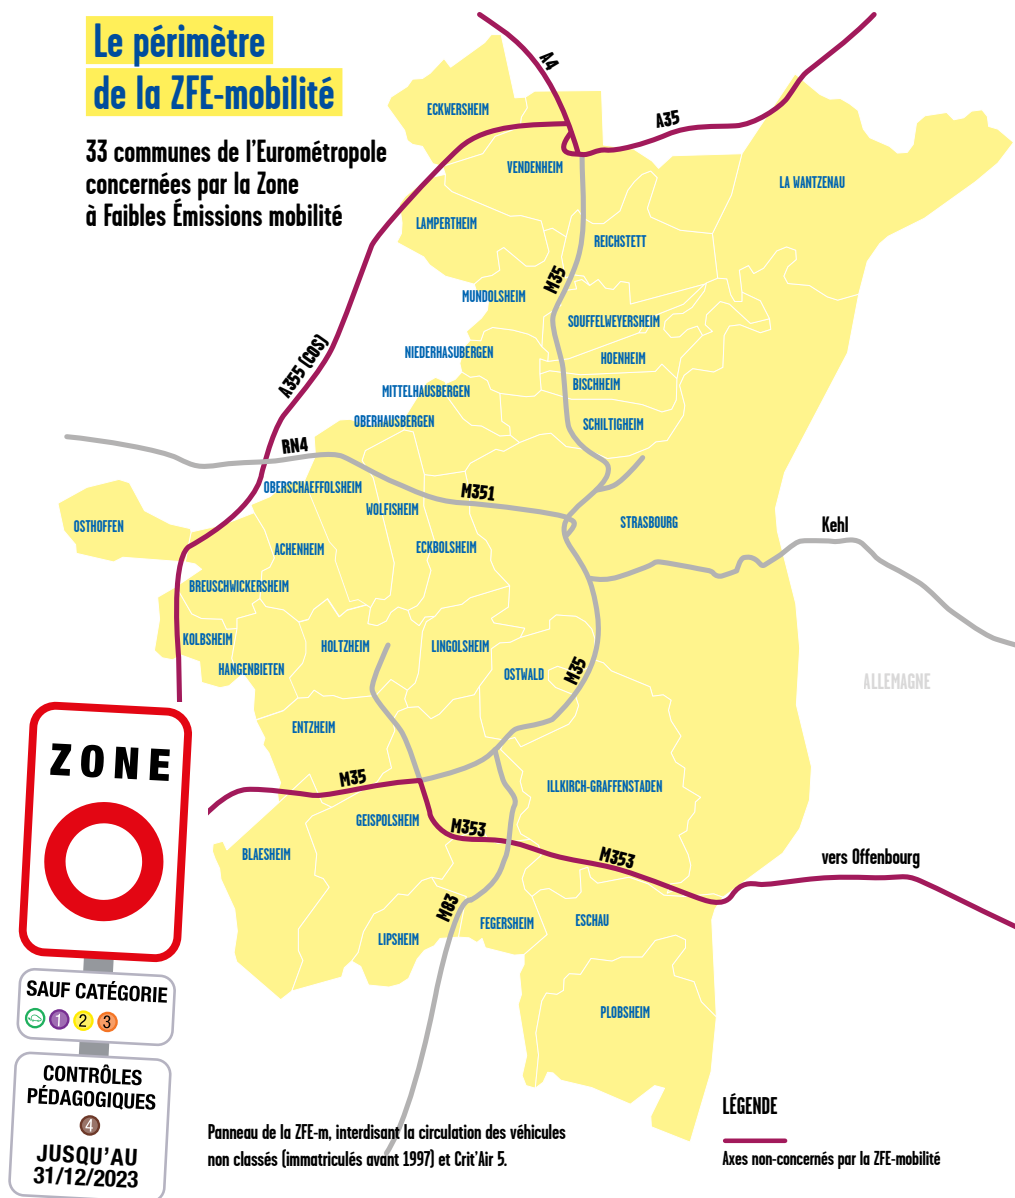 Le périmètre
de la ZFE-mobilité
33 communes de l'Eurométropole
concernées par la Zone
à Faibles Émissions mobilité
A4
A35
ECKWERSHEIM
VENDENHEIM
LA WANTZENAU
LAMPERTHEIM
REICHSTETT
M35
MUNDOLSHEIM
SOUFFELWEYERSHEIM
A355 (COS)
NIEDERHASUBERGEN
HOENHEIM
MITTELHAUSBERGEN
BISCHHEIM
OBERHAUSBERGEN
SCHILTIGHEIM
RN4
OBERSCHAEFFOLSHEIM
M351
WOLFISHEIM
OSTHOFFEN
STRASBOURG
Kehl
ACHENHEIM
ECKBOLSHEIM
BREUSCHWICKERSHEIM
KOLBSHEIM
HOLTZHEIM
LINGOLSHEIM
HANGENBIETEN
OSTWALD
M35
ALLEMAGNE
ENTZHEIM
M35
ILLKIRCH-GRAFFENSTADEN
GEISPOLSHEIM
M353
BLAESHEIM
M353
vers Offenbourg
M83
FEGERSHEIM
ESCHAU
LIPSHEIM
PLOBSHEIM
ZONE
SAUF CATÉGORIE
1 2 3
CONTRÔLES
PÉDAGOGIQUES
4
JUSQU'AU
31/12/2023
Panneau de la ZFE-m, interdisant la circulation des véhicules
non classés (immatriculés avant 1997) et Crit'Air 5.
LÉGENDE
Axes non-concernés par la ZFE-mobilité